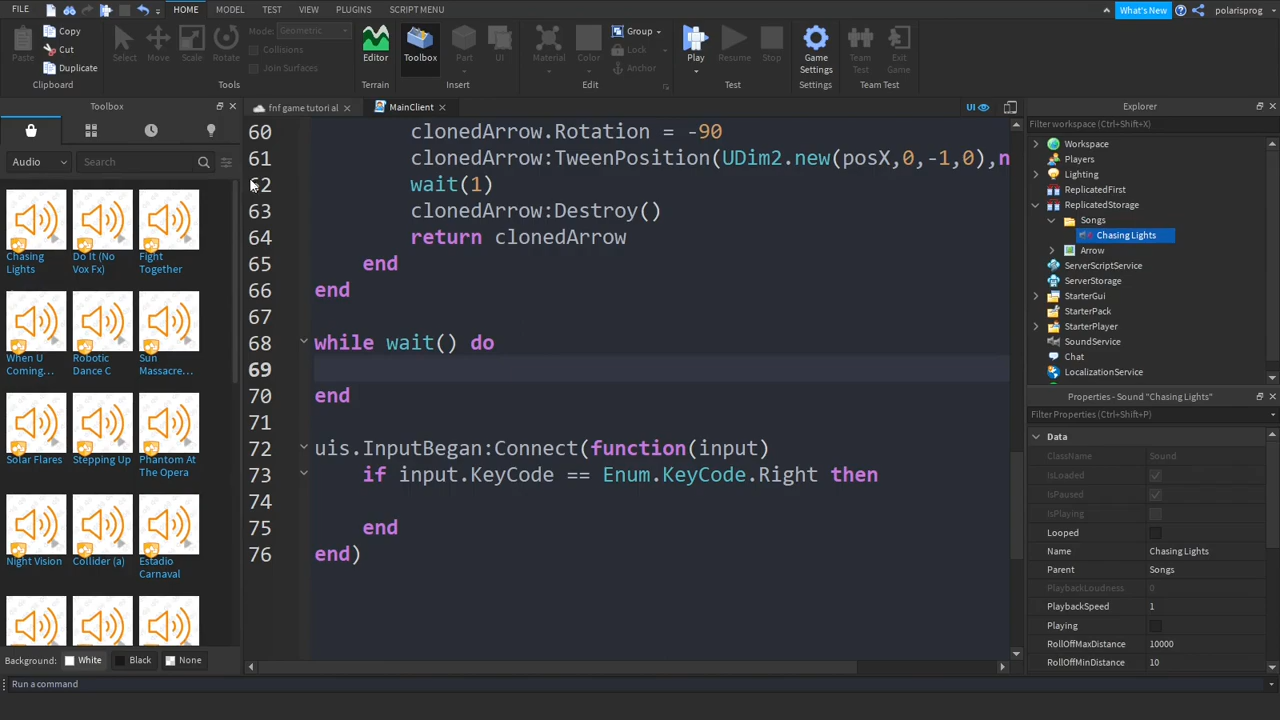 FILE HOME MODEL TEST VIEW PLUGINS SCRIPT MENU What's New polarisprog
Paste Copy Cut Duplicate Select Move Scale Rotate Mode: Geometric Collisions Join Surfaces Editor Toolbox Part UI Material Color Group Lock Anchor Play Resume Stop Game Settings Team Test Exit Game
Clipboard Tools Terrain Insert Edit Test Settings Team Test
Toolbox
Audio Search
Chasing Lights
Do It (No Vox Fx)
Fight Together
When U Coming...
Robotic Dance C
Sun Massacre...
Solar Flares
Stepping Up
Phantom At The Opera
Night Vision
Collider (a)
Estadio Carnaval
Background: White Black None
Run a command
fnf game tutori al MainClient UI
60 clonedArrow.Rotation = -90
61 clonedArrow:TweenPosition(UDim2.new(posX,0,-1,0),n
62 wait(1)
63 clonedArrow:Destroy()
64 return clonedArrow
65 end
66 end
67
68 while wait() do
69
70 end
71
72 uis.InputBegan:Connect(function(input)
73 if input.KeyCode == Enum.KeyCode.Right then
74
75 end
76 end)
Explorer
Filter workspace (Ctrl+Shift+X)
Workspace
Players
Lighting
ReplicatedFirst
ReplicatedStorage
Songs
Chasing Lights
Arrow
ServerScriptService
ServerStorage
StarterGui
StarterPack
StarterPlayer
SoundService
Chat
LocalizationService
Properties - Sound "Chasing Lights"
Filter Properties (Ctrl+Shift+P)
Data
ClassName Sound
IsLoaded
IsPaused
IsPlaying
Looped
Name Chasing Lights
Parent Songs
PlaybackLoudness 0
PlaybackSpeed 1
Playing
RollOffMaxDistance 10000
RollOffMinDistance 10